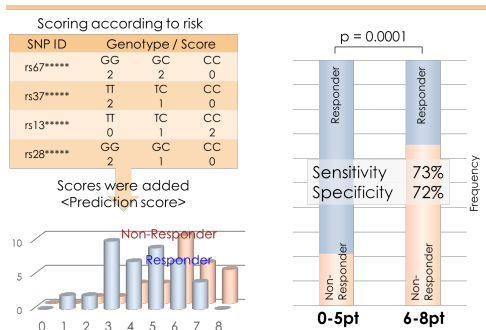 Scoring according to risk
SNP ID Genotype / Score
rs67***** GG GC CC
2 2 0
rs37***** TT TC CC
2 1 0
rs13***** TT TC CC
0 1 2
rs28***** GG GC CC
2 1 0
Scores were added
<Prediction score>
Non-Responder
Responder
10
5
0
0 1 2 3 4 5 6 7 8
p = 0.0001
Responder
Responder
Sensitivity 73%
Specificity 72%
Frequency
Non-
Responder
Non-
Responder
0-5pt 6-8pt